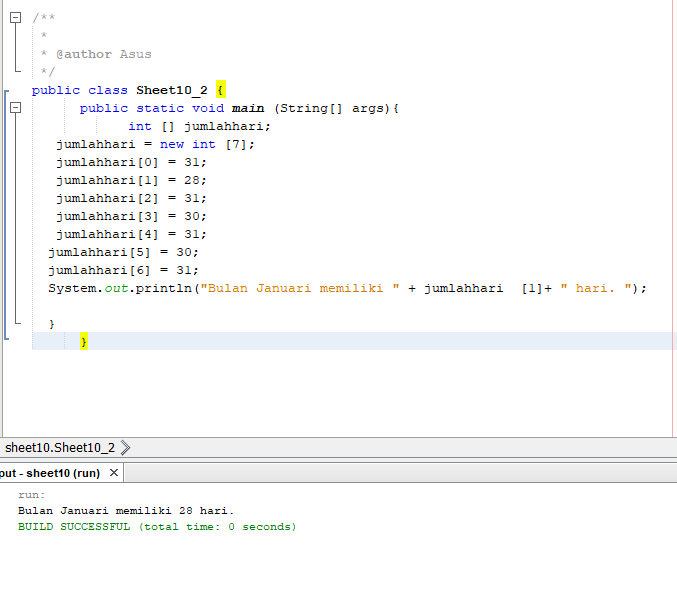 /**
*
* @author Asus
*/
public class Sheet10_2 {
public static void main (String[] args){
int [] jumlahhari;
jumlahhari = new int [7];
jumlahhari[0] = 31;
jumlahhari[1] = 28;
jumlahhari[2] = 31;
jumlahhari[3] = 30;
jumlahhari[4] = 31;
jumlahhari[5] = 30;
jumlahhari[6] = 31;
System.out.println("Bulan Januari memiliki " + jumlahhari  [1]+ " hari. ");
}
}
sheet10.Sheet10_2
put - sheet10 (run) ×
run:
Bulan Januari memiliki 28 hari.
BUILD SUCCESSFUL (total time: 0 seconds)